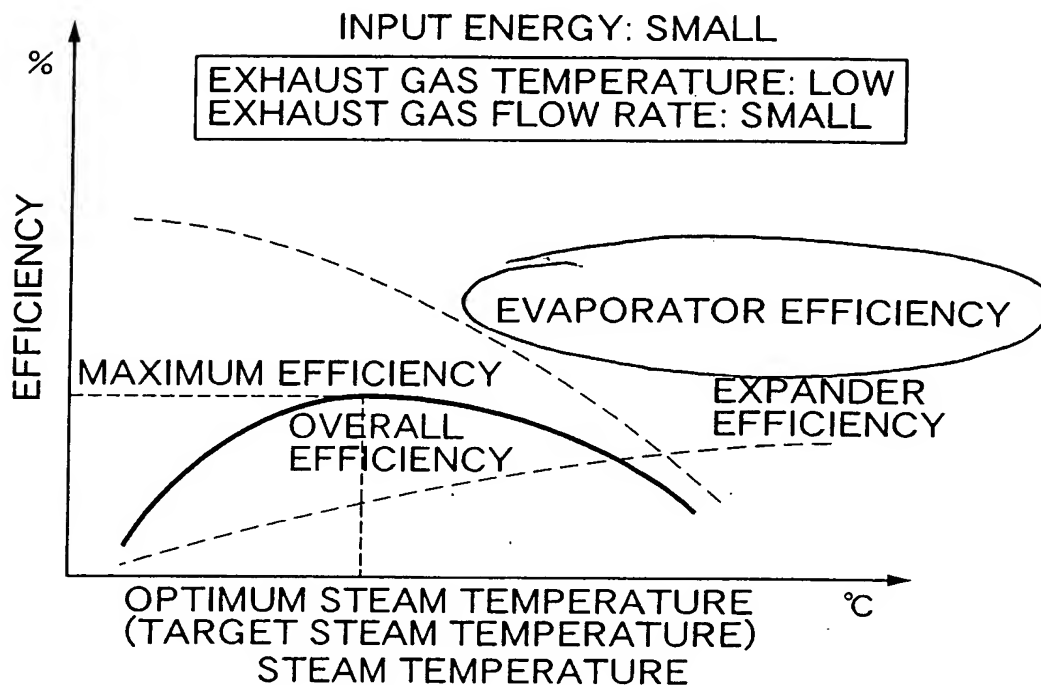 INPUT ENERGY: SMALL
%
EXHAUST GAS TEMPERATURE: LOW
EXHAUST GAS FLOW RATE: SMALL
EFFICIENCY
EVAPORATOR EFFICIENCY
MAXIMUM EFFICIENCY
EXPANDER
EFFICIENCY
OVERALL
EFFICIENCY
OPTIMUM STEAM TEMPERATURE
(TARGET STEAM TEMPERATURE)
°C
STEAM TEMPERATURE